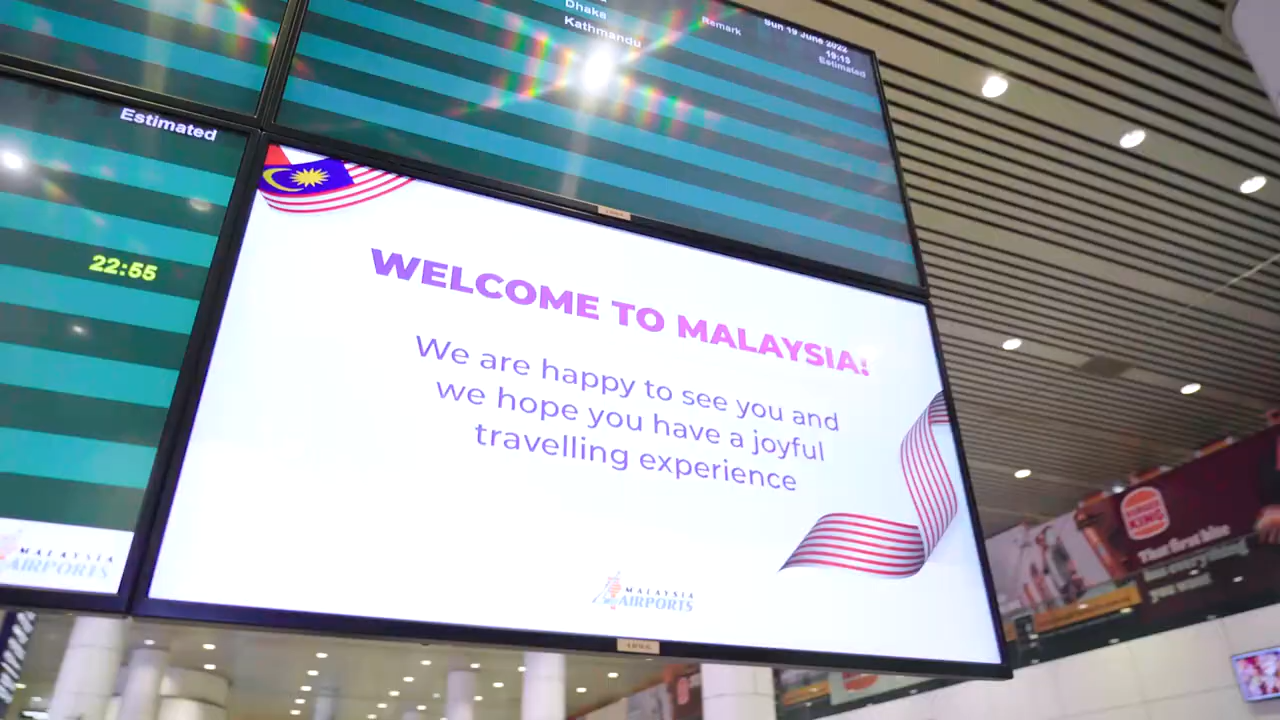 Dhaka
Kathmandu
Remark
Sun 19 June 2022
19:13
Estimated
Estimated
22:55
MALAYSIA
AIRPORTS
WELCOME TO MALAYSIA!
We are happy to see you and
we hope you have a joyful
travelling experience
MALAYSIA
AIRPORTS
BURGER
KING
That first bite
has everything
you want